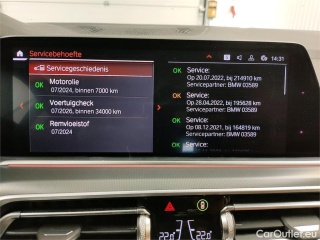 Servicebehoefte
14:31
Servicegeschiedenis
OK Motorolie
07/2024, binnen 7000 km
OK Voertuigcheck
07/2026, binnen 34000 km
OK Remvloeistof
07/2024
OK Service:
Op 20.07.2022, bij 214910 km
Servicepartner: BMW 03589
OK Service:
Op 28.04.2022, bij 195628 km
Servicepartner: BMW 03589
OK Service:
Op 08.12.2021, bij 164819 km
Servicepartner: BMW 03589
OK Service:
22.0
22.0
CarOutlet.eu